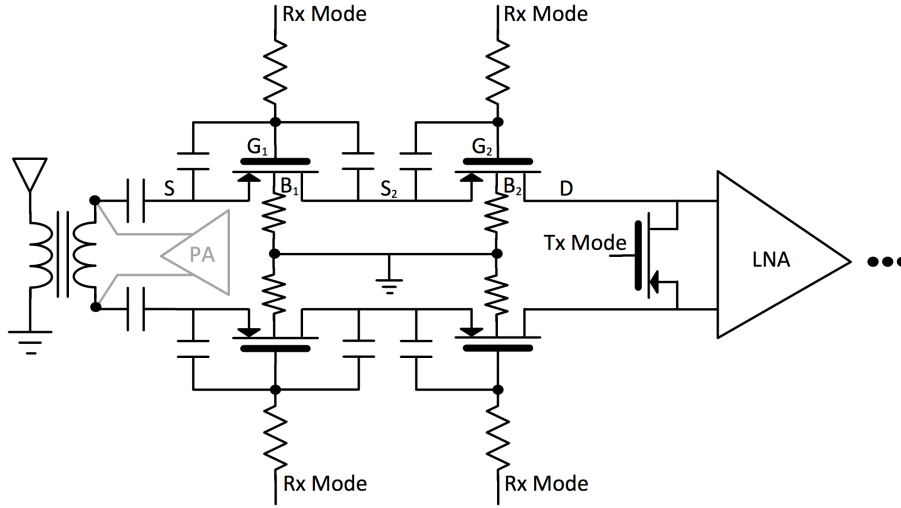 Rx Mode
Rx Mode
G₁
G₂
S
B₁
S₂
B₂
D
PA
Tx Mode
LNA
Rx Mode
Rx Mode